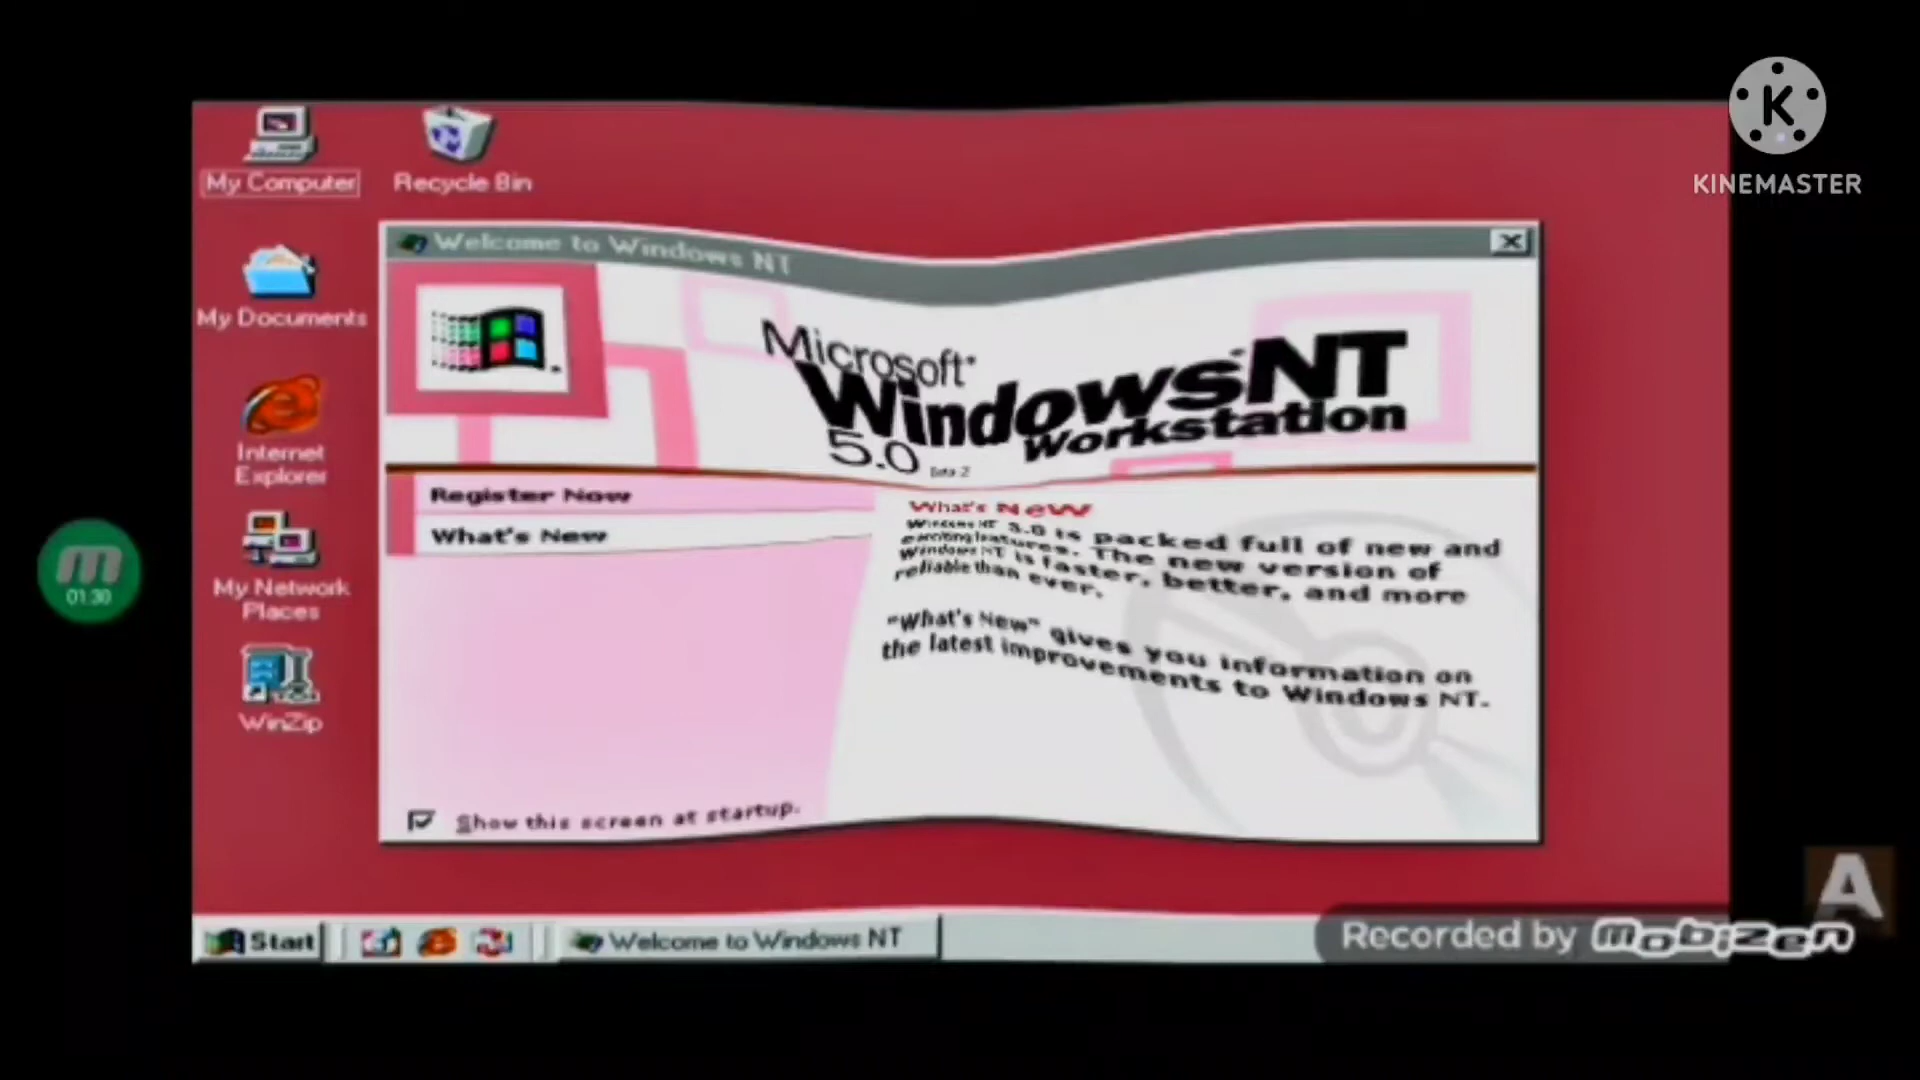 My Computer
Recycle Bin
My Documents
Internet
Explorer
My Network
Places
WinZip
Welcome to Windows NT
Microsoft
Windows NT
Workstation
5.0 Beta 2
Register Now
What's New
What's New
Windows NT 5.0 is packed full of new and
exciting features. The new version of
Windows NT is faster, better, and more
reliable than ever.
"What's New" gives you information on
the latest improvements to Windows NT.
Show this screen at startup.
Start
Welcome to Windows NT
K
KINEMASTER
m
01:30
A
Recorded by mobizen